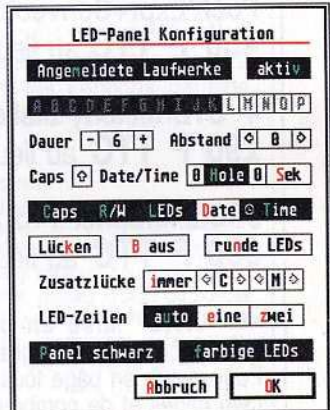 LED-Panel Konfiguration
Angemeldete Laufwerke aktiv
A B C D E F G H I J K L M N O P
Dauer - 6 + Abstand 8
Caps Date/Time 0 Hole 0 Sek
Caps R/W LEDs Date Time
Lücken B aus runde LEDs
Zusatzlücke immer C M
LED-Zeilen auto eine zwei
Panel schwarz farbige LEDs
Abbruch OK